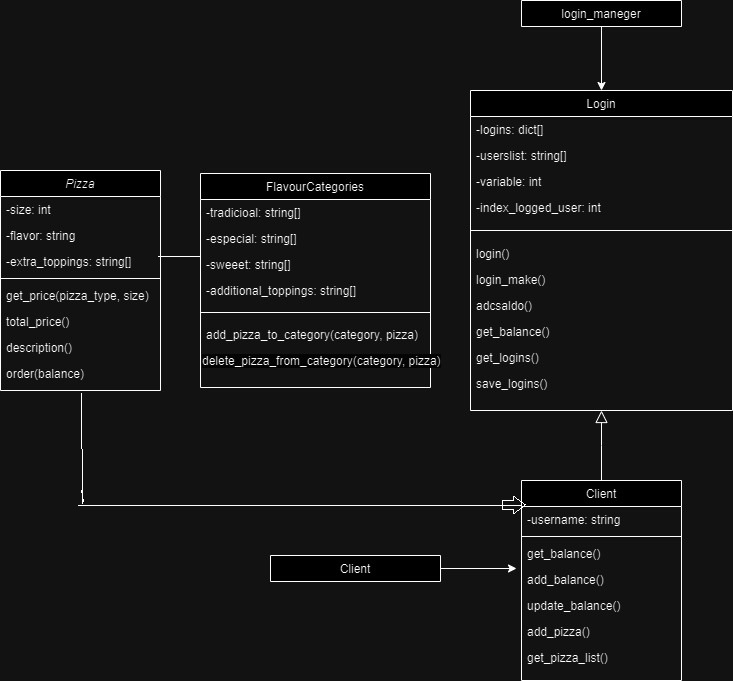 login_maneger
Login
-logins: dict[]
-userslist: string[]
-variable: int
-index_logged_user: int
login()
login_make()
adcsaldo()
get_balance()
get_logins()
save_logins()
Pizza
-size: int
-flavor: string
-extra_toppings: string[]
get_price(pizza_type, size)
total_price()
description()
order(balance)
FlavourCategories
-tradicioal: string[]
-especial: string[]
-sweeet: string[]
-additional_toppings: string[]
add_pizza_to_category(category, pizza)
delete_pizza_from_category(category, pizza)
Client
-username: string
get_balance()
add_balance()
update_balance()
add_pizza()
get_pizza_list()
Client